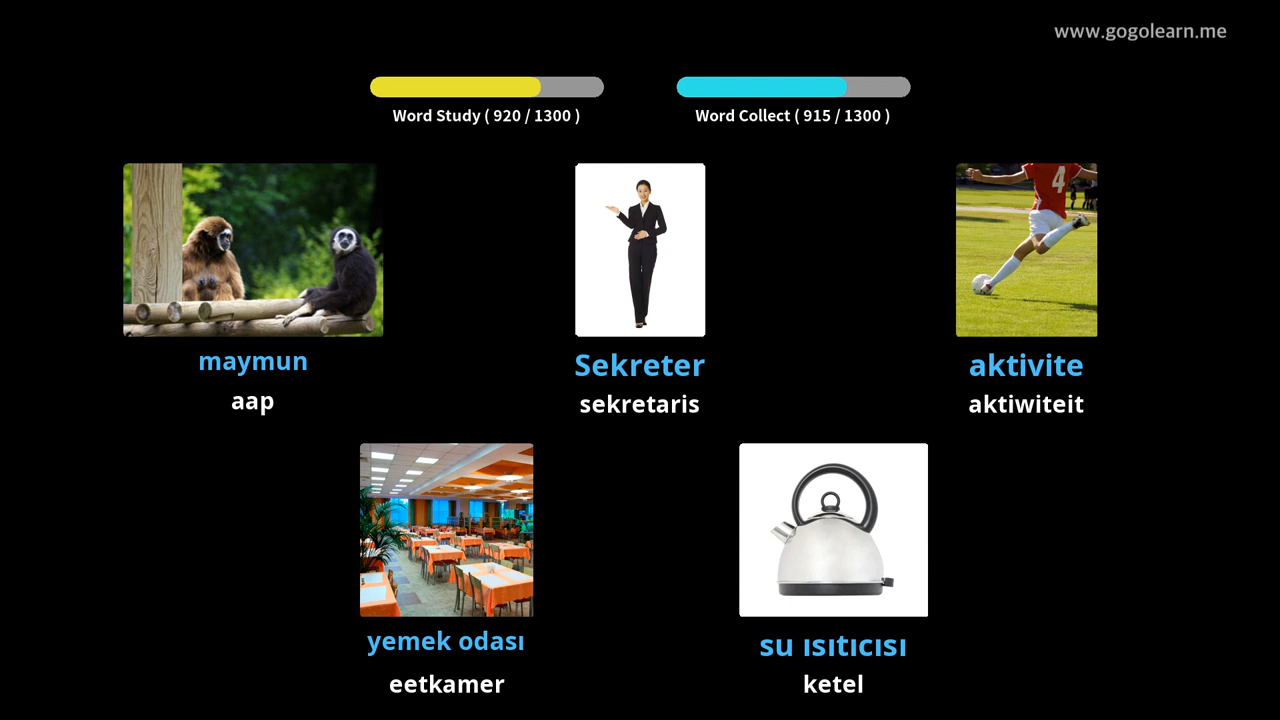 www.gogolearn.me
Word Study ( 920 / 1300 )
Word Collect ( 915 / 1300 )
4
maymun
aap
Sekreter
sekretaris
aktivite
aktiwiteit
yemek odası
eetkamer
su ısıtıcısı
ketel